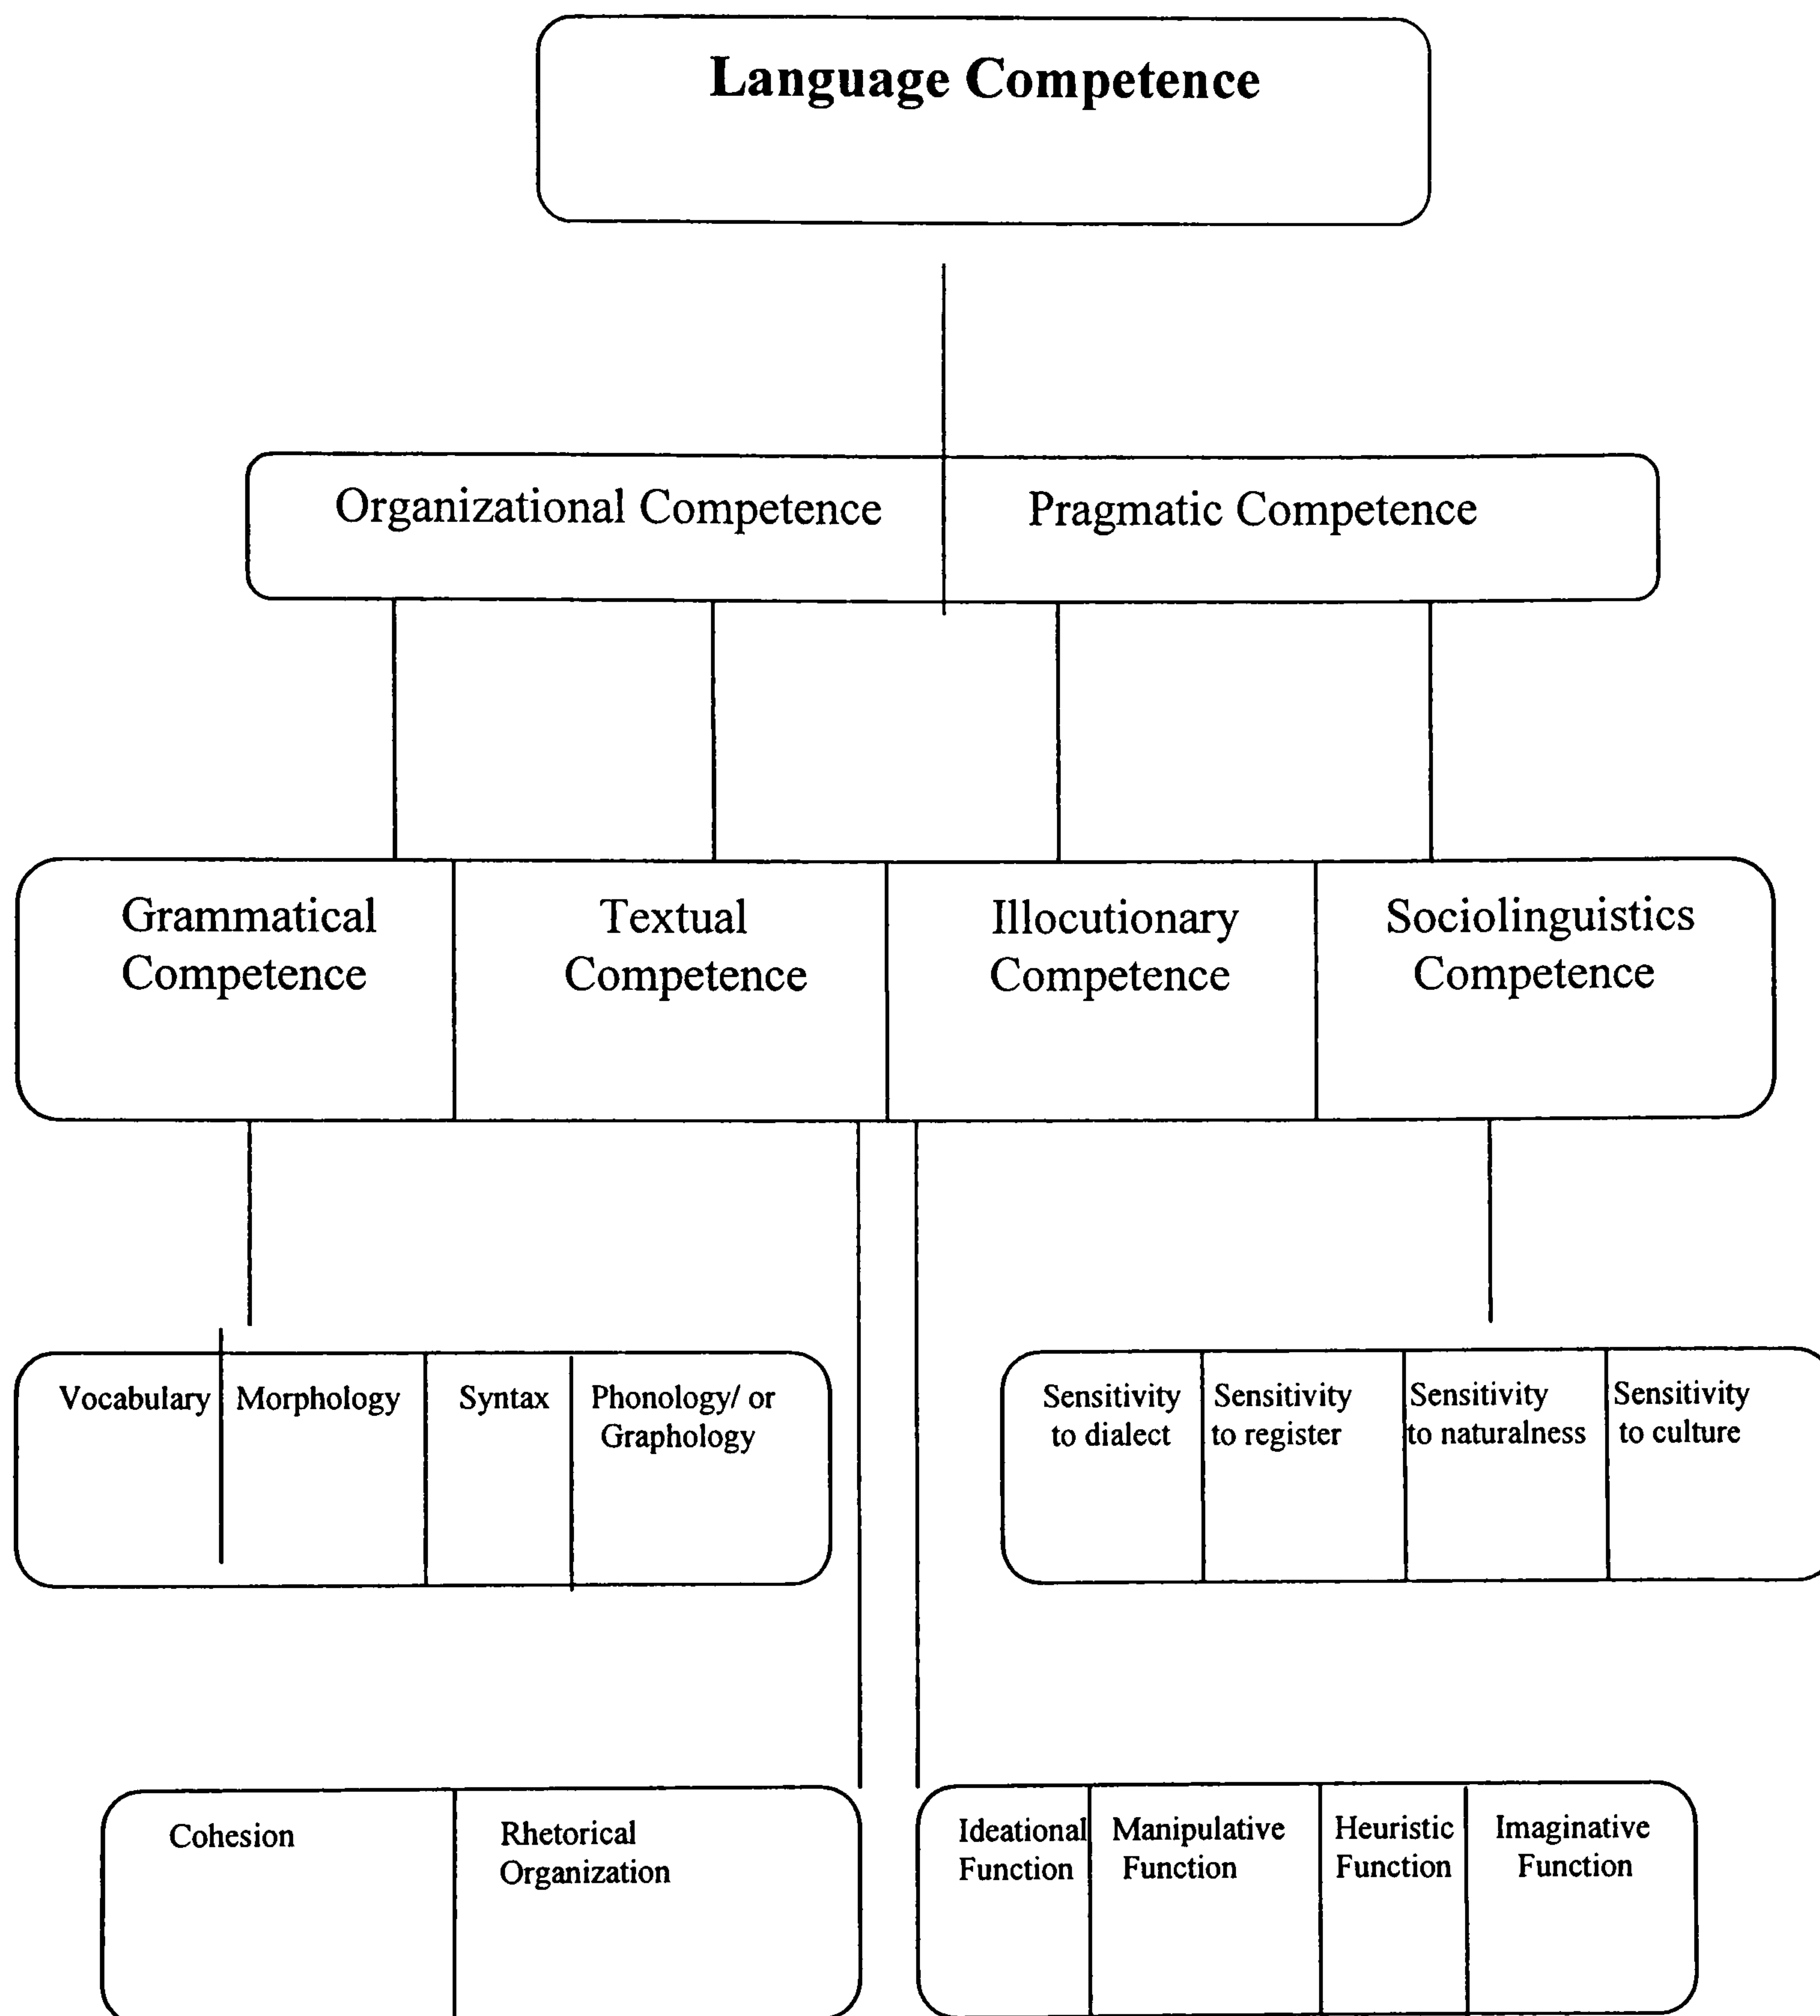 Language Competence
Organizational Competence
Pragmatic Competence
Grammatical
Competence
Textual
Competence
Illocutionary
Competence
Sociolinguistics
Competence
Vocabulary
Morphology
Syntax
Phonology/ or
Graphology
Sensitivity
to dialect
Sensitivity
to register
Sensitivity
to naturalness
Sensitivity
to culture
Cohesion
Rhetorical
Organization
Ideational
Function
Manipulative
Function
Heuristic
Function
Imaginative
Function